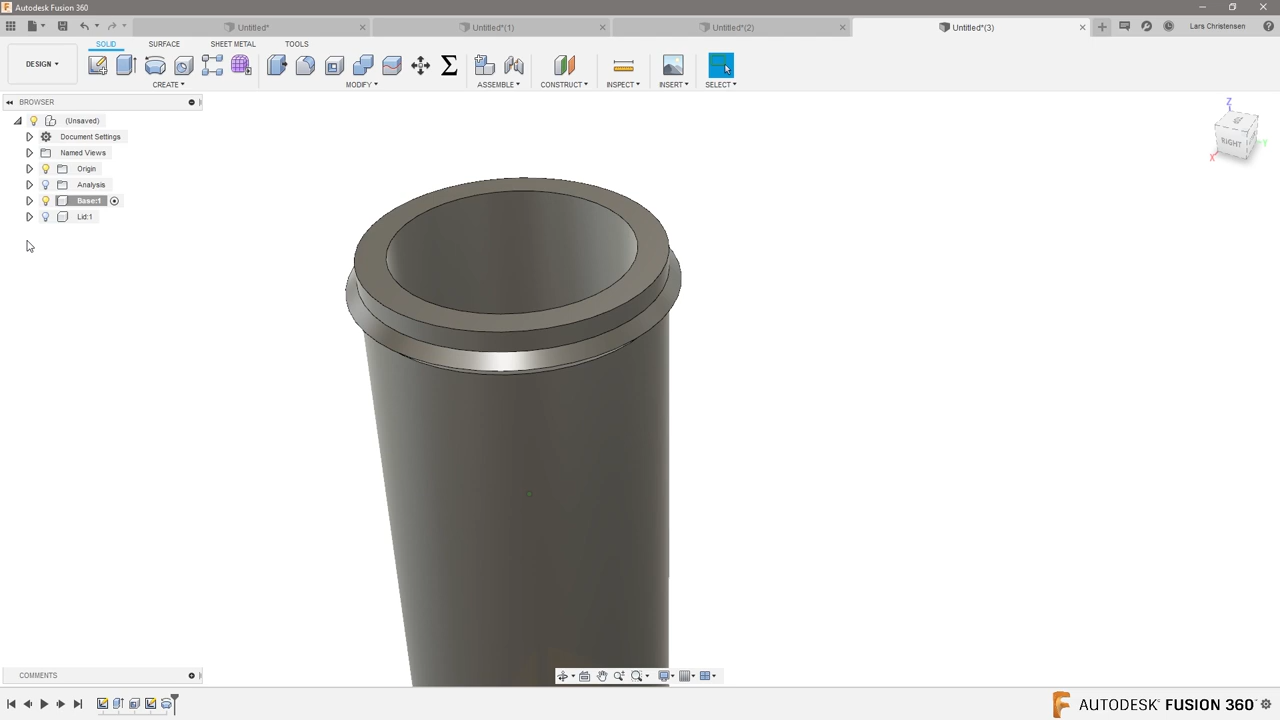 Autodesk Fusion 360
Untitled*
Untitled*(1)
Untitled*(2)
Untitled*(3)
Lars Christensen
SOLID
SURFACE
SHEET METAL
TOOLS
DESIGN
CREATE
MODIFY
ASSEMBLE
CONSTRUCT
INSPECT
INSERT
SELECT
BROWSER
(Unsaved)
Document Settings
Named Views
Origin
Analysis
Base:1
Lid:1
Z
RIGHT
Y
X
COMMENTS
AUTODESK® FUSION 360™